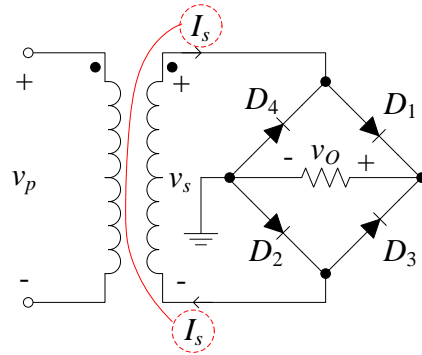 I_s
+ + D_4 D_1
v_p v_s - v_O +
D_2 D_3
- -
I_s